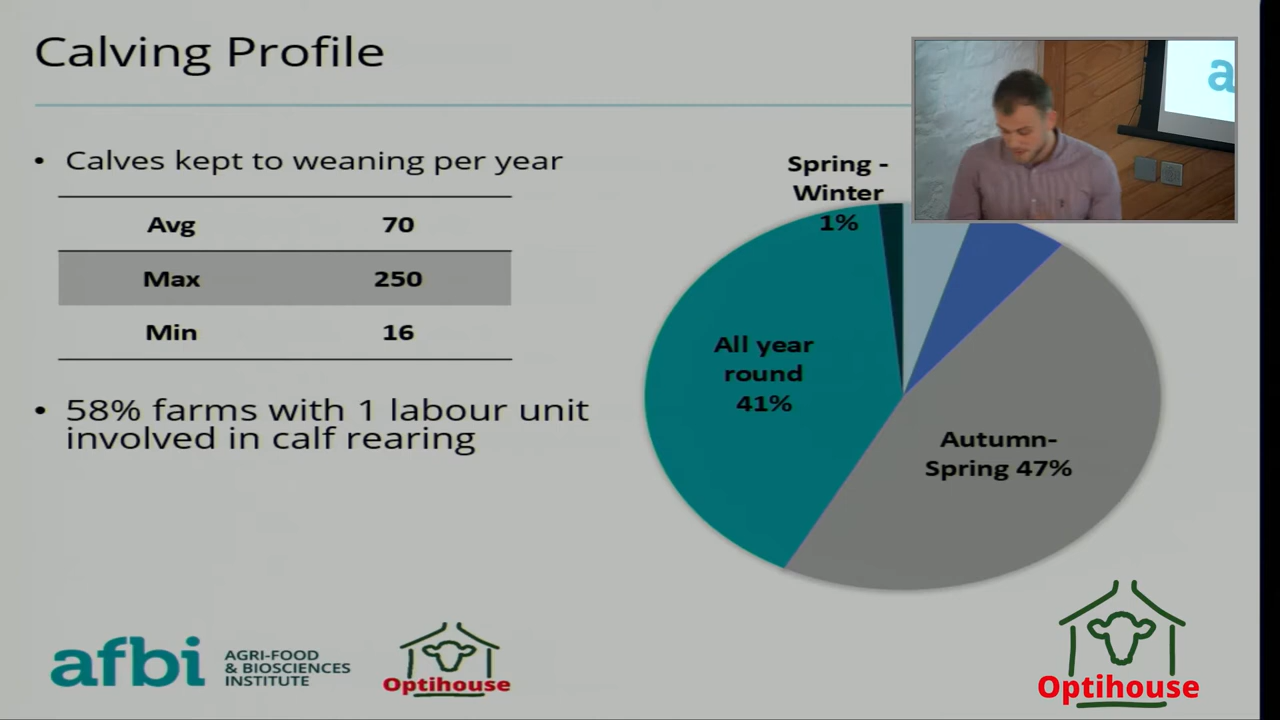 Calving Profile
• Calves kept to weaning per year
Avg 70
Max 250
Min 16
• 58% farms with 1 labour unit
involved in calf rearing
Spring -
Winter
1%
All year
round
41%
Autumn-
Spring 47%
a
afbi
AGRI-FOOD
& BIOSCIENCES
INSTITUTE
Optihouse
Optihouse